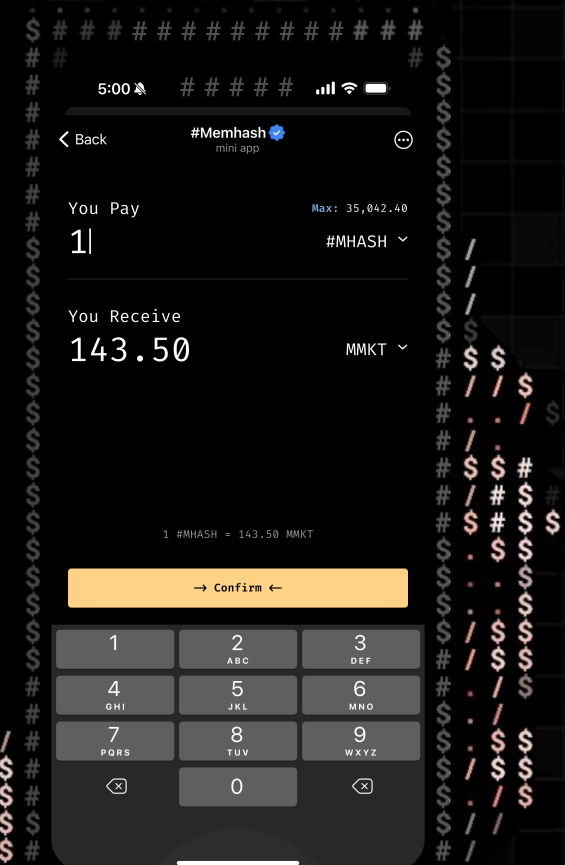 5:00
Back
#Memhash
mini app
You Pay
Max: 35,042.40
1
#MHASH
You Receive
143.50
MMKT
1 #MHASH = 143.50 MMKT
→ Confirm ←
1
2
ABC
3
DEF
4
GHI
5
JKL
6
MNO
7
PQRS
8
TUV
9
WXYZ
0